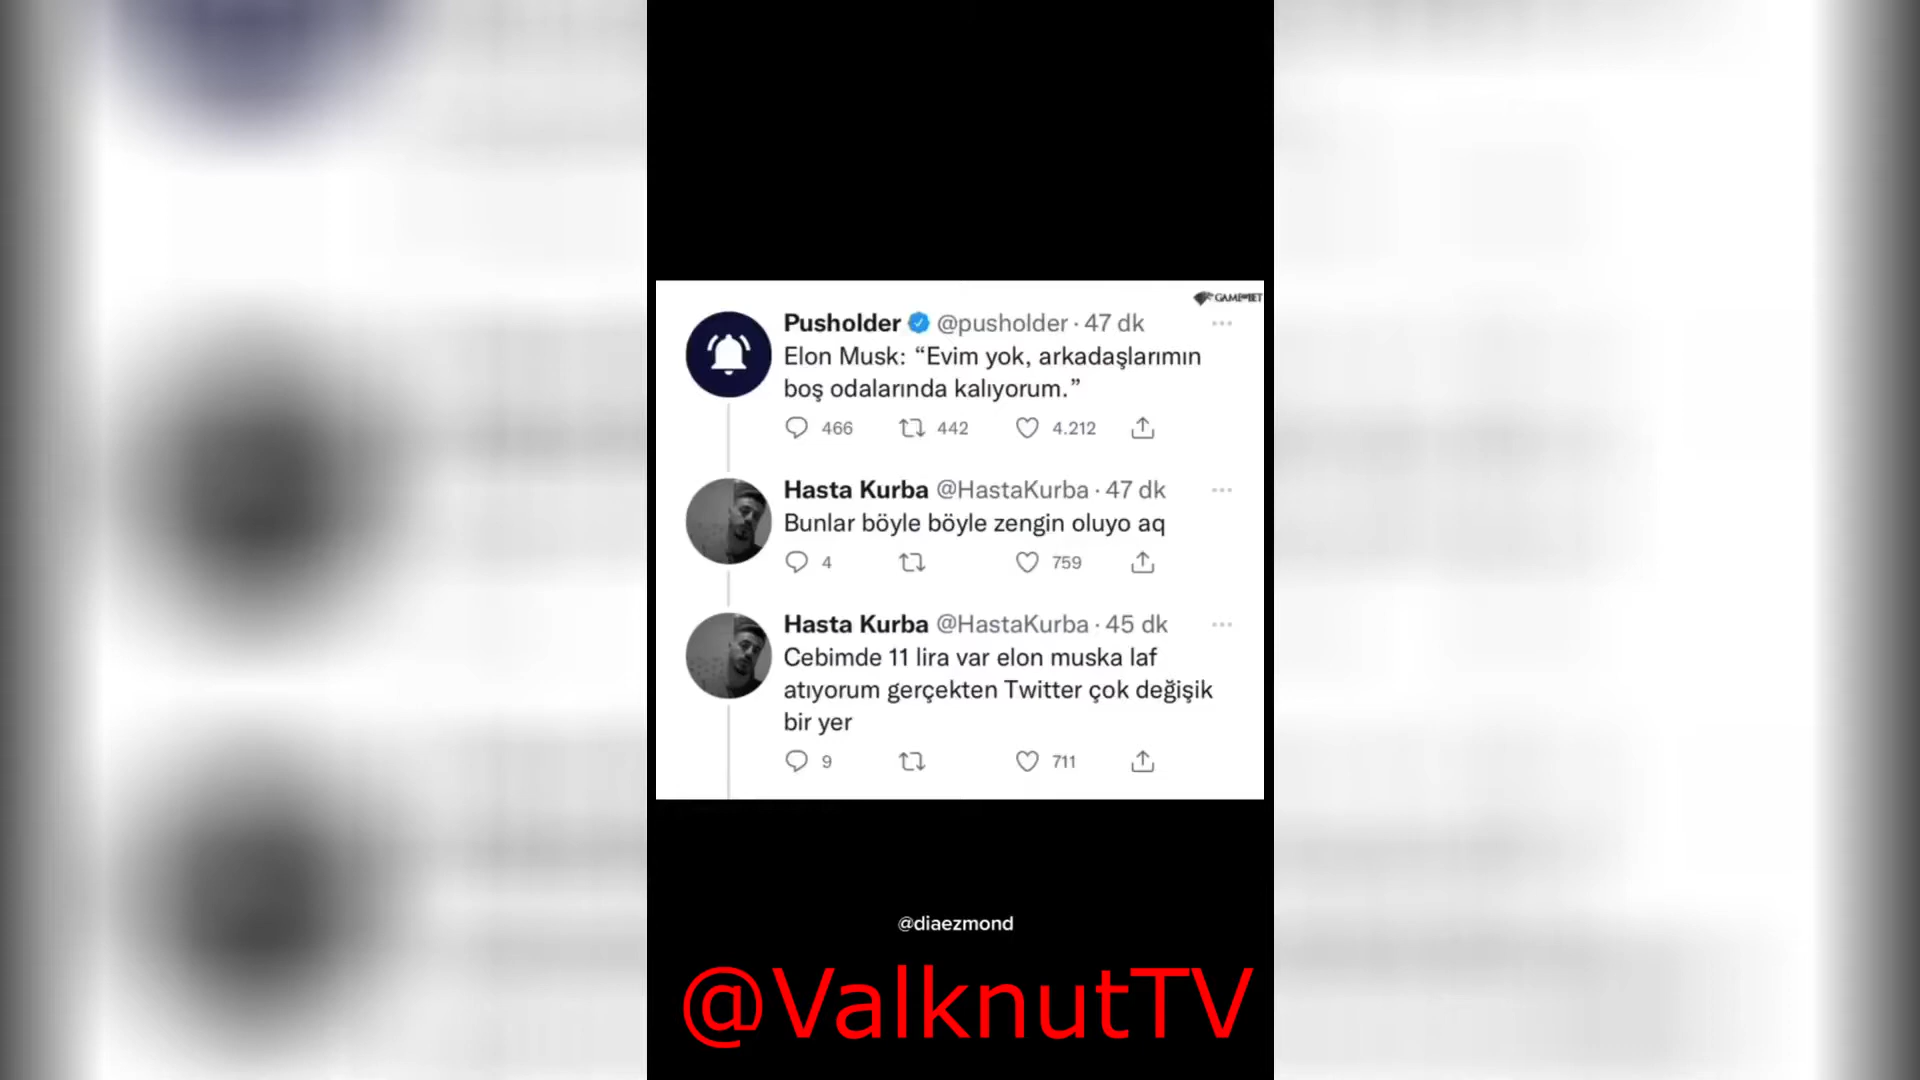 GAMEOBET
Pusholder @pusholder · 47 dk
Elon Musk: “Evim yok, arkadaşlarımın
boş odalarında kalıyorum.”
466 442 4.212
Hasta Kurba @HastaKurba · 47 dk
Bunlar böyle böyle zengin oluyo aq
4 759
Hasta Kurba @HastaKurba · 45 dk
Cebimde 11 lira var elon muska laf
atıyorum gerçekten Twitter çok değişik
bir yer
9 711
@diaezmond
@ValknutTV